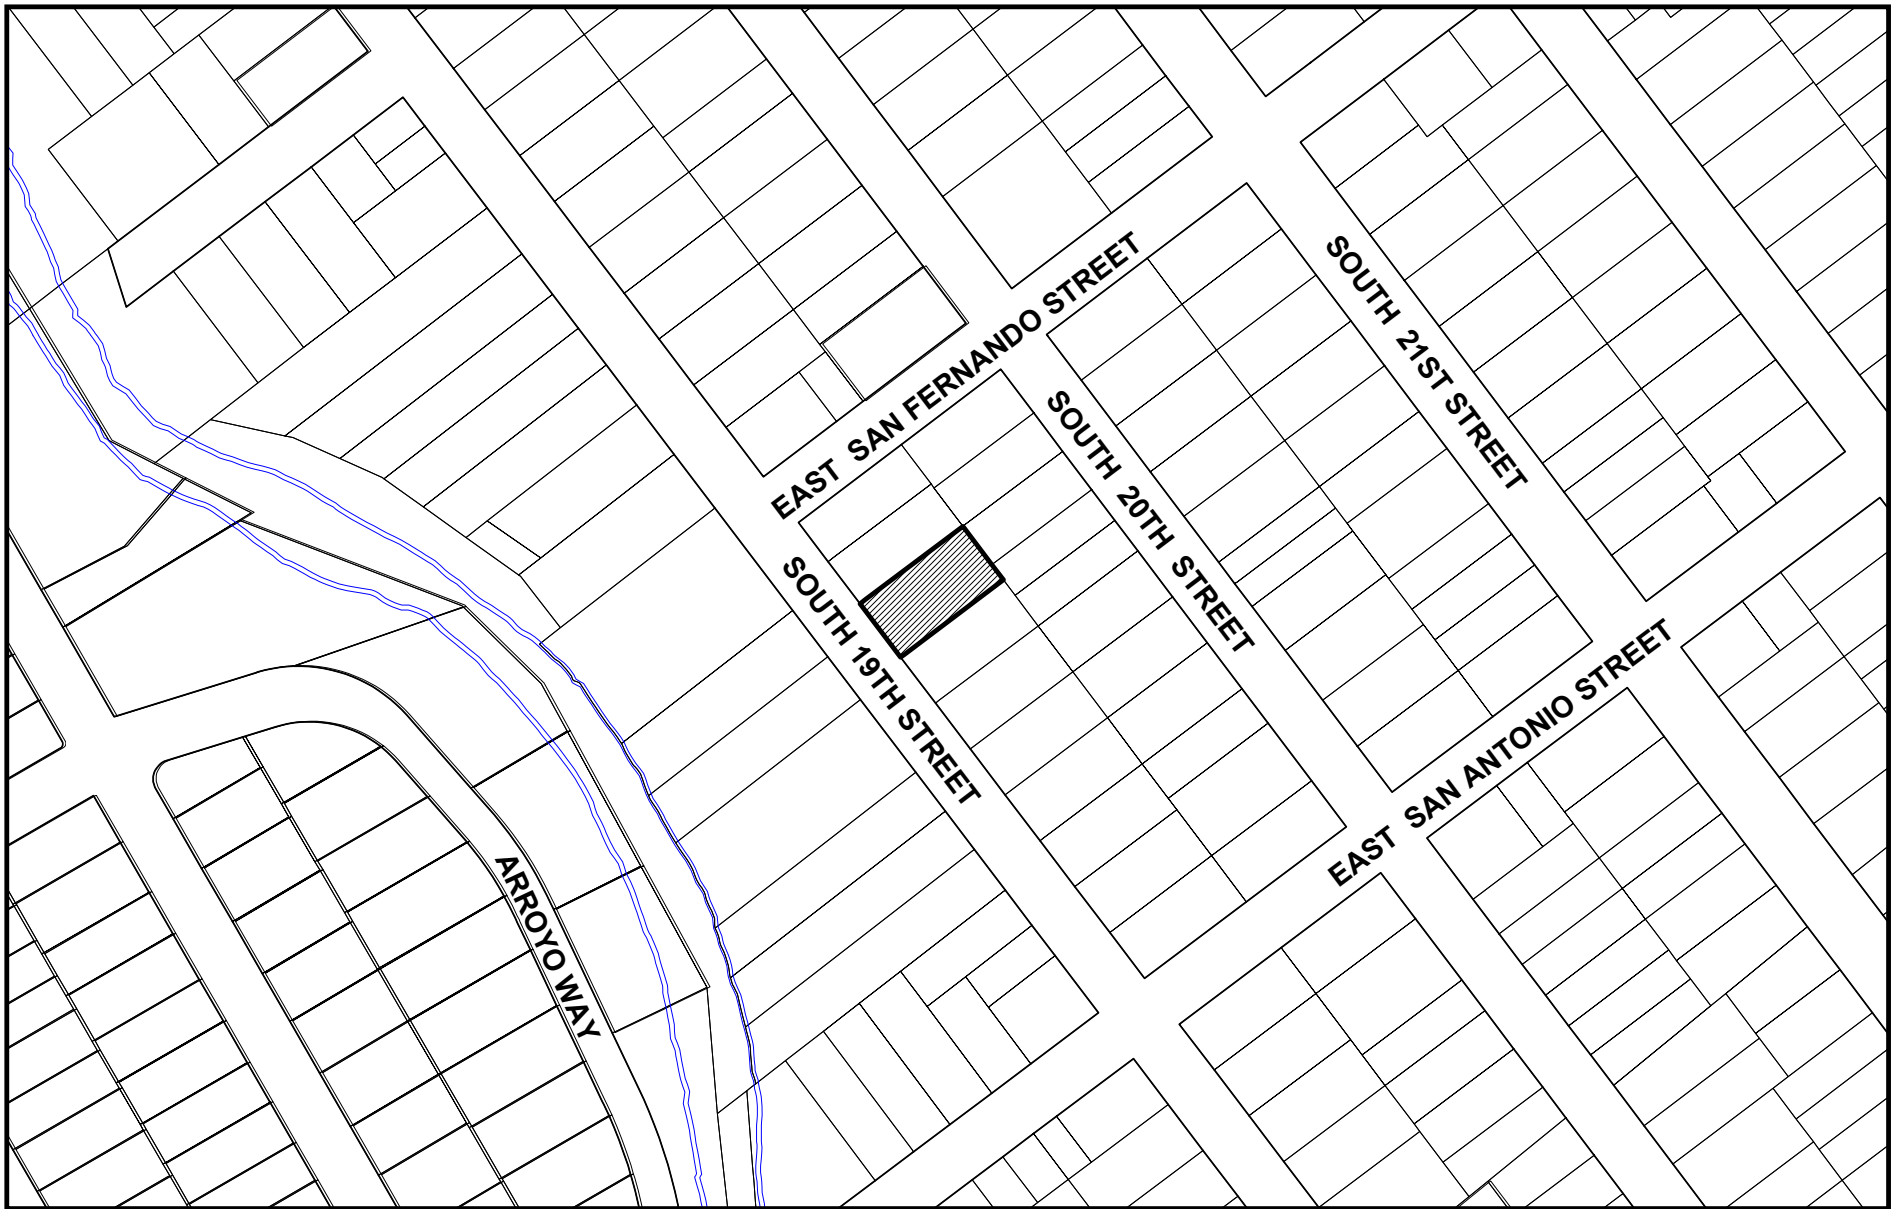 EAST SAN FERNANDO STREET
SOUTH 21ST STREET
SOUTH 20TH STREET
SOUTH 19TH STREET
EAST SAN ANTONIO STREET
ARROYO WAY